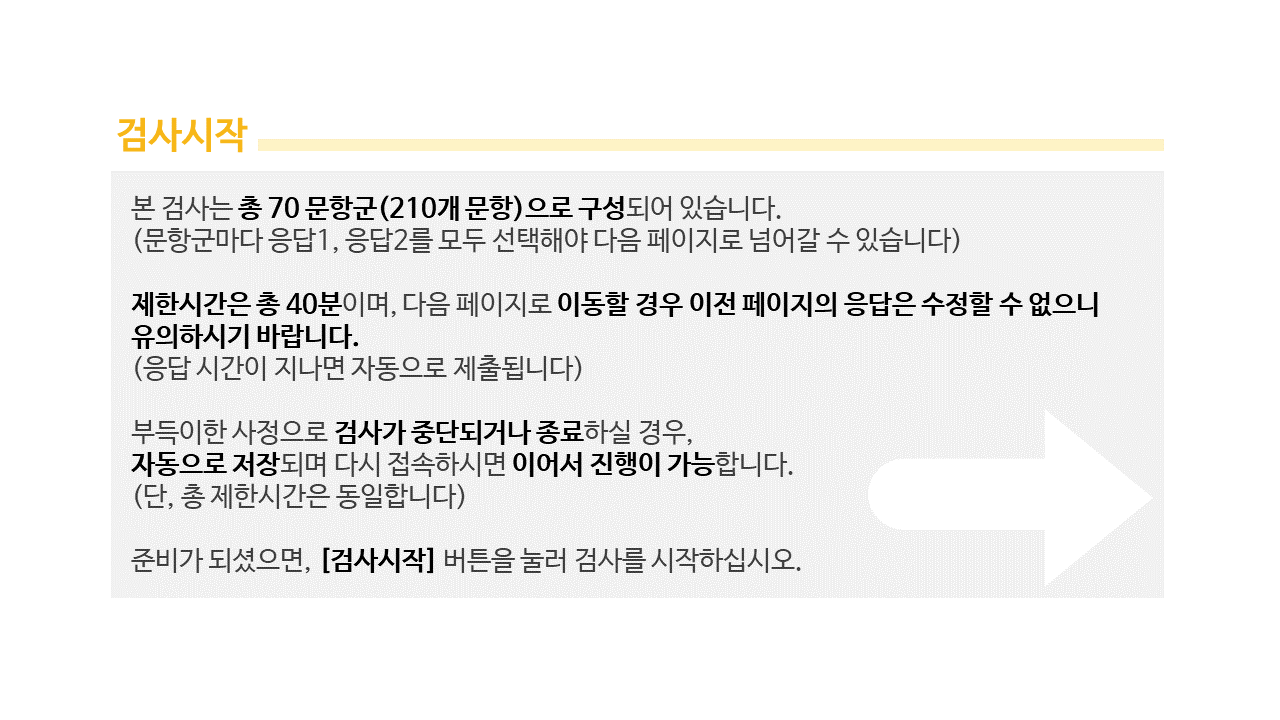 검사시작
본 검사는 총 70 문항군(210개 문항)으로 구성되어 있습니다.
(문항군마다 응답1, 응답2를 모두 선택해야 다음 페이지로 넘어갈 수 있습니다)
제한시간은 총 40분이며, 다음 페이지로 이동할 경우 이전 페이지의 응답은 수정할 수 없으니
유의하시기 바랍니다.
(응답 시간이 지나면 자동으로 제출됩니다)
부득이한 사정으로 검사가 중단되거나 종료하실 경우,
자동으로 저장되며 다시 접속하시면 이어서 진행이 가능합니다.
(단, 총 제한시간은 동일합니다)
준비가 되셨으면, [검사시작] 버튼을 눌러 검사를 시작하십시오.